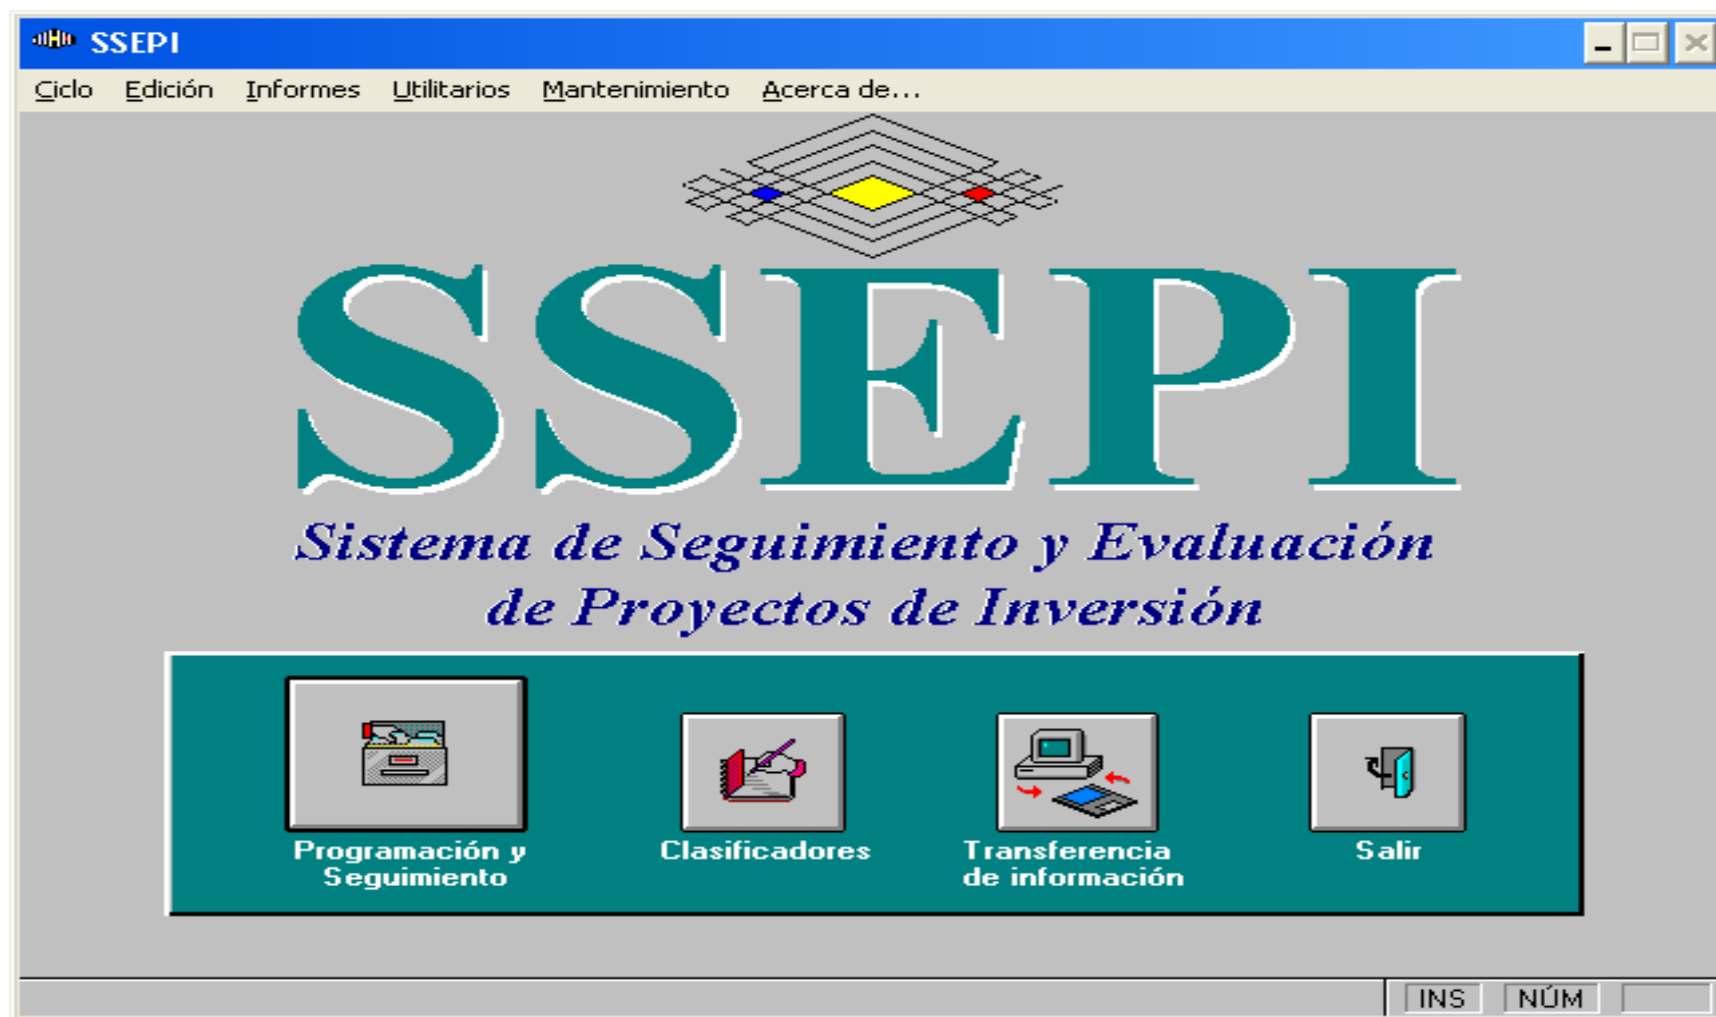 SSEPI
Ciclo Edición Informes Utilitarios Mantenimiento Acerca de...
SSEPI
Sistema de Seguimiento y Evaluación
de Proyectos de Inversión
Programación y
Seguimiento
Clasificadores
Transferencia
de información
Salir
INS NÚM